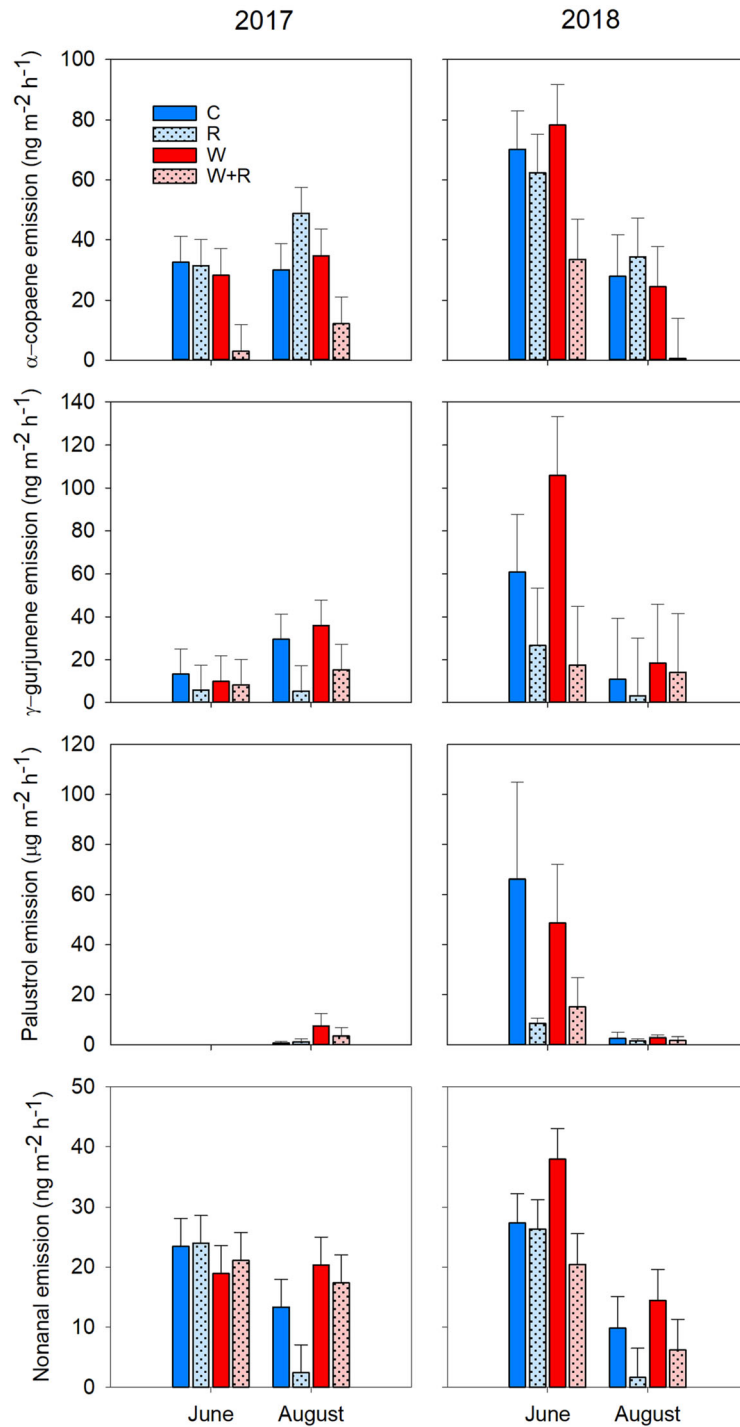 2017
2018
α–copaene emission (ng m⁻² h⁻¹)
100
80
60
40
20
0
C
R
W
W+R
γ–gurjunene emission (ng m⁻² h⁻¹)
140
120
100
80
60
40
20
0
Palustrol emission (μg m⁻² h⁻¹)
120
100
80
60
40
20
0
Nonanal emission (ng m⁻² h⁻¹)
50
40
30
20
10
0
June August
June August